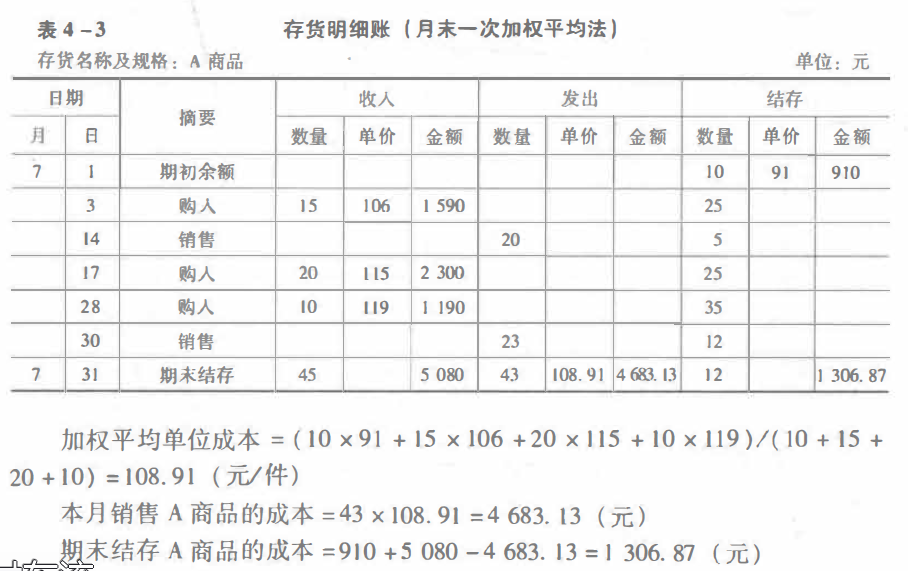 表4-3 存货明细账（月末一次加权平均法）
存货名称及规格：A 商品 单位：元
日期 摘要 收入 发出 结存
月 日 数量 单价 金额 数量 单价 金额 数量 单价 金额
7 1 期初余额 10 91 910
3 购入 15 106 1 590 25
14 销售 20 5
17 购入 20 115 2 300 25
28 购入 10 119 1 190 35
30 销售 23 12
7 31 期末结存 45 5 080 43 108.91 4 683.13 12 1 306.87
加权平均单位成本 =（10 ×91 +15 ×106 +20 ×115 +10 ×119）/（10 +15 +
20 +10）=108.91（元/件）
本月销售 A 商品的成本 =43 ×108.91 =4 683.13（元）
期末结存 A 商品的成本 =910 +5 080 -4 683.13 =1 306.87（元）